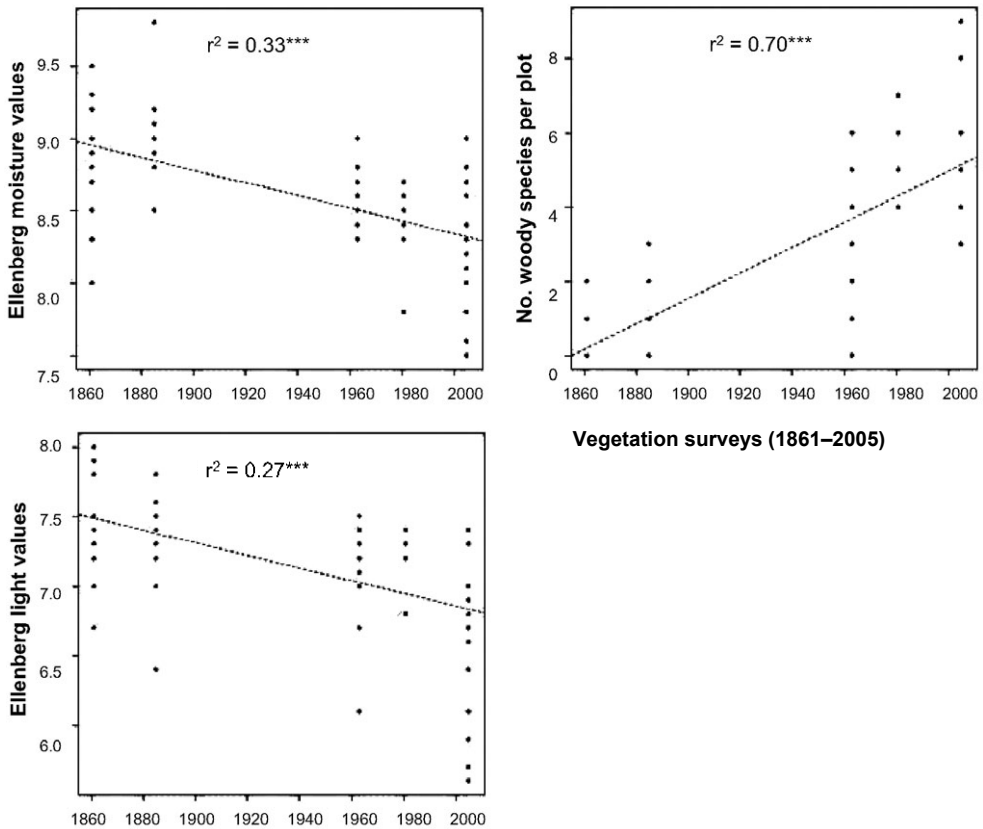 r² = 0.33***
Ellenberg moisture values
9.5
9.0
8.5
8.0
7.5
1860 1880 1900 1920 1940 1960 1980 2000
r² = 0.70***
No. woody species per plot
8
6
4
2
0
1860 1880 1900 1920 1940 1960 1980 2000
Vegetation surveys (1861–2005)
r² = 0.27***
Ellenberg light values
8.0
7.5
7.0
6.5
6.0
1860 1880 1900 1920 1940 1960 1980 2000